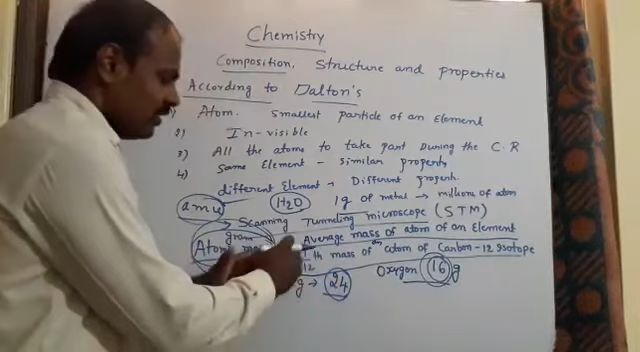 Chemistry
Composition, Structure and properties
According to Dalton's
1) Atom. Smallest particle of an Element
2) In-visible
3) All the atoms to take part During the C.R
4) Same Element - similar property
different Element → Different property.
amu H2O 1g of metal → millions of atom
→ Scanning Tunneling microscope (STM)
gram Average mass of atom of an Element
Atom th mass of an atom of Carbon-12 isotope
12
g → 24 Oxygen 16 g